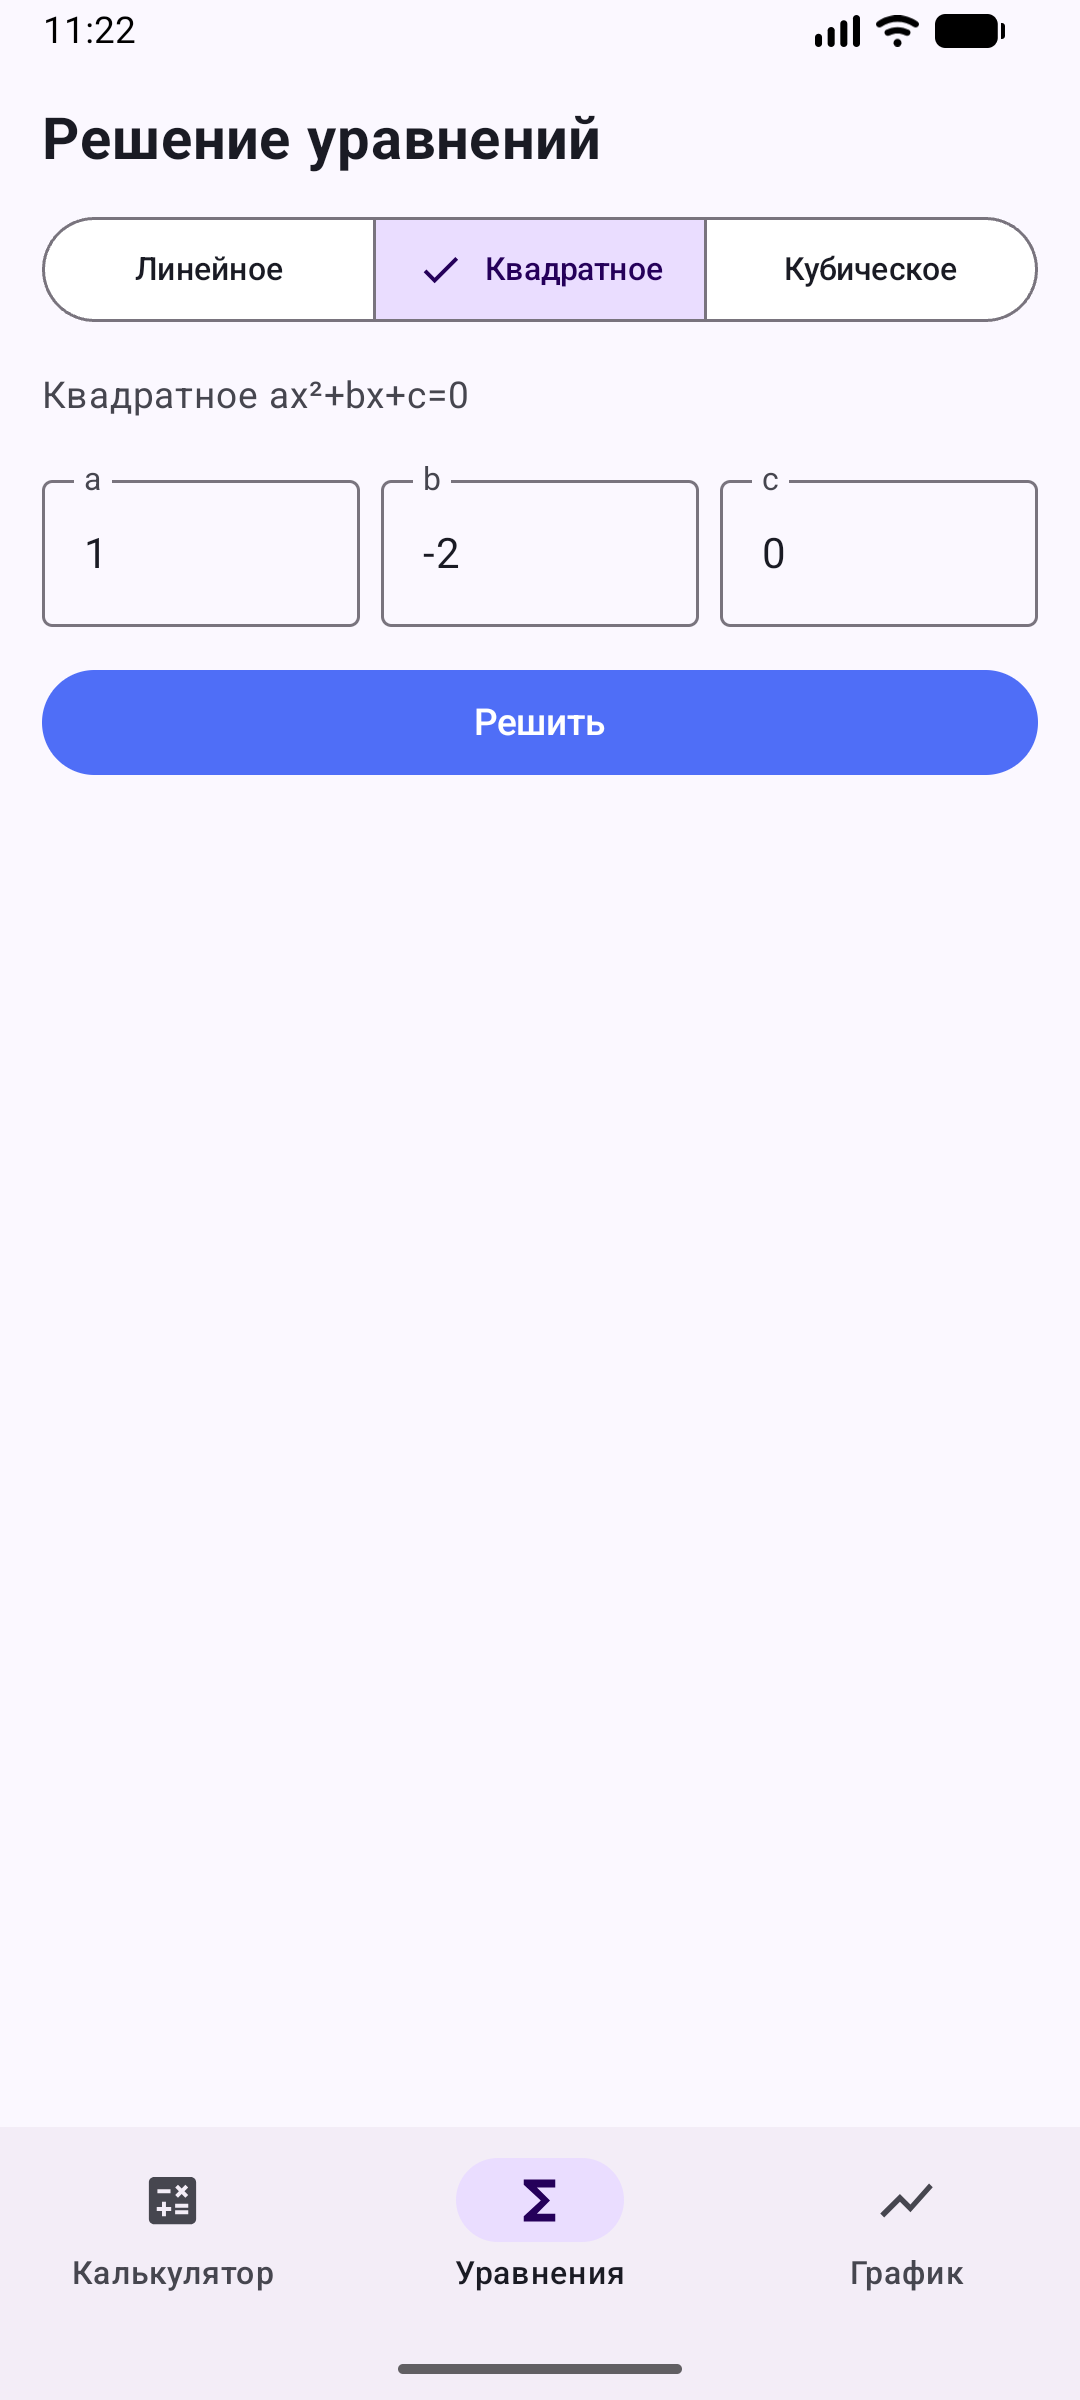 11:22
Решение уравнений
Линейное Квадратное Кубическое
Квадратное ax²+bx+c=0
a b c
1 -2 0
Решить
Калькулятор Уравнения График